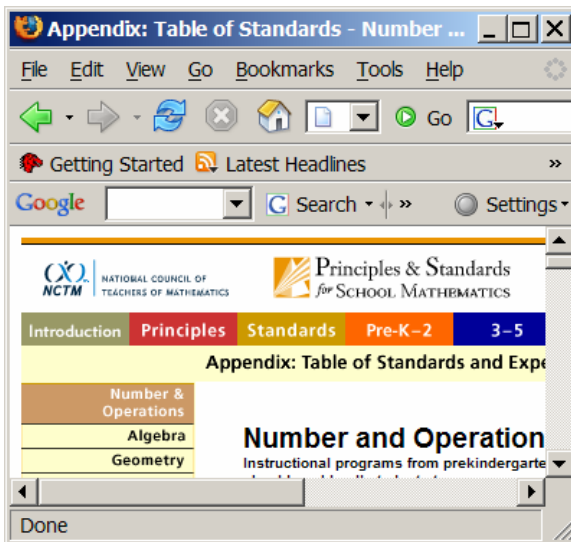 Appendix: Table of Standards - Number ...
File Edit View Go Bookmarks Tools Help
Go G
Getting Started Latest Headlines »
Google G Search » Settings
NCTM NATIONAL COUNCIL OF TEACHERS OF MATHEMATICS
Principles & Standards
for SCHOOL MATHEMATICS
Introduction Principles Standards Pre-K–2 3–5
Appendix: Table of Standards and Expe
Number & Operations
Algebra
Geometry
Number and Operation
Instructional programs from prekindergarte
Done